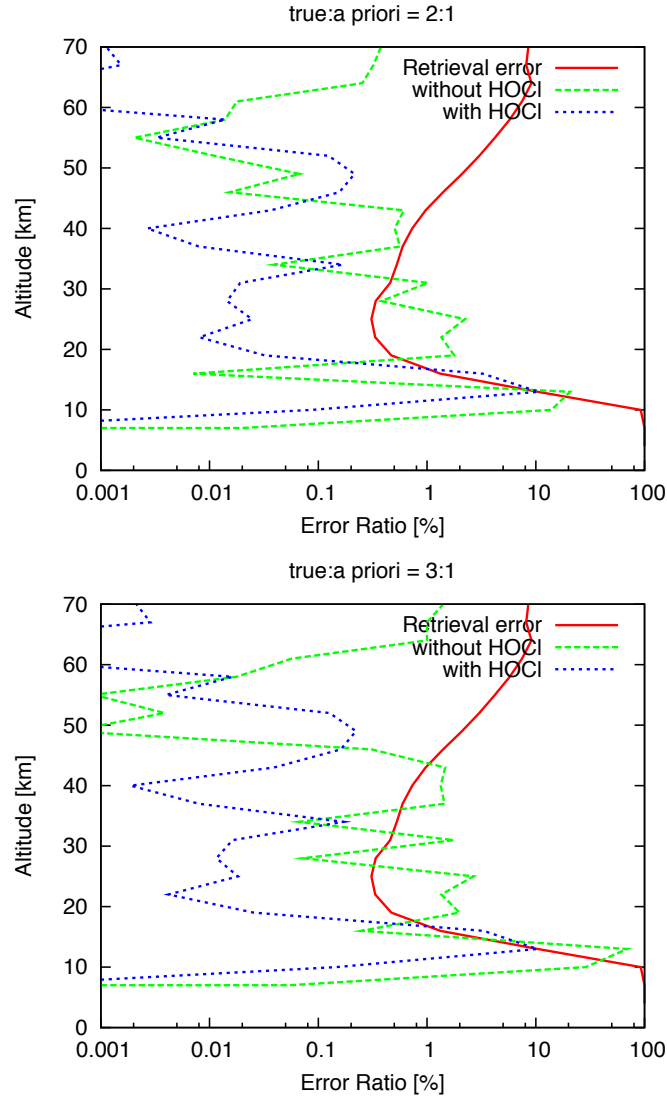 true:a priori = 2:1
70
60
50
40
30
20
10
0
Altitude [km]
Retrieval error
without HOCl
with HOCl
0.001
0.01
0.1
1
10
100
Error Ratio [%]
true:a priori = 3:1
70
60
50
40
30
20
10
0
Altitude [km]
Retrieval error
without HOCl
with HOCl
0.001
0.01
0.1
1
10
100
Error Ratio [%]